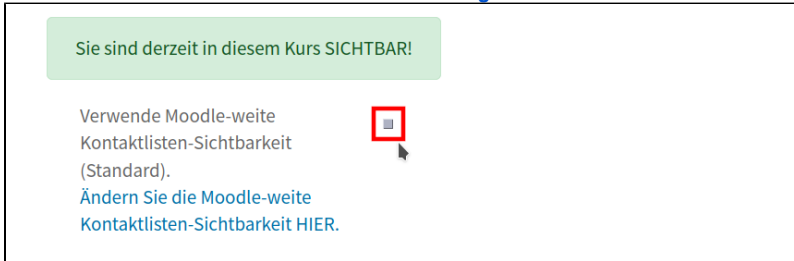 Sie sind derzeit in diesem Kurs SICHTBAR!
Verwende Moodle-weite
Kontaktlisten-Sichtbarkeit
(Standard).
Ändern Sie die Moodle-weite
Kontaktlisten-Sichtbarkeit HIER.